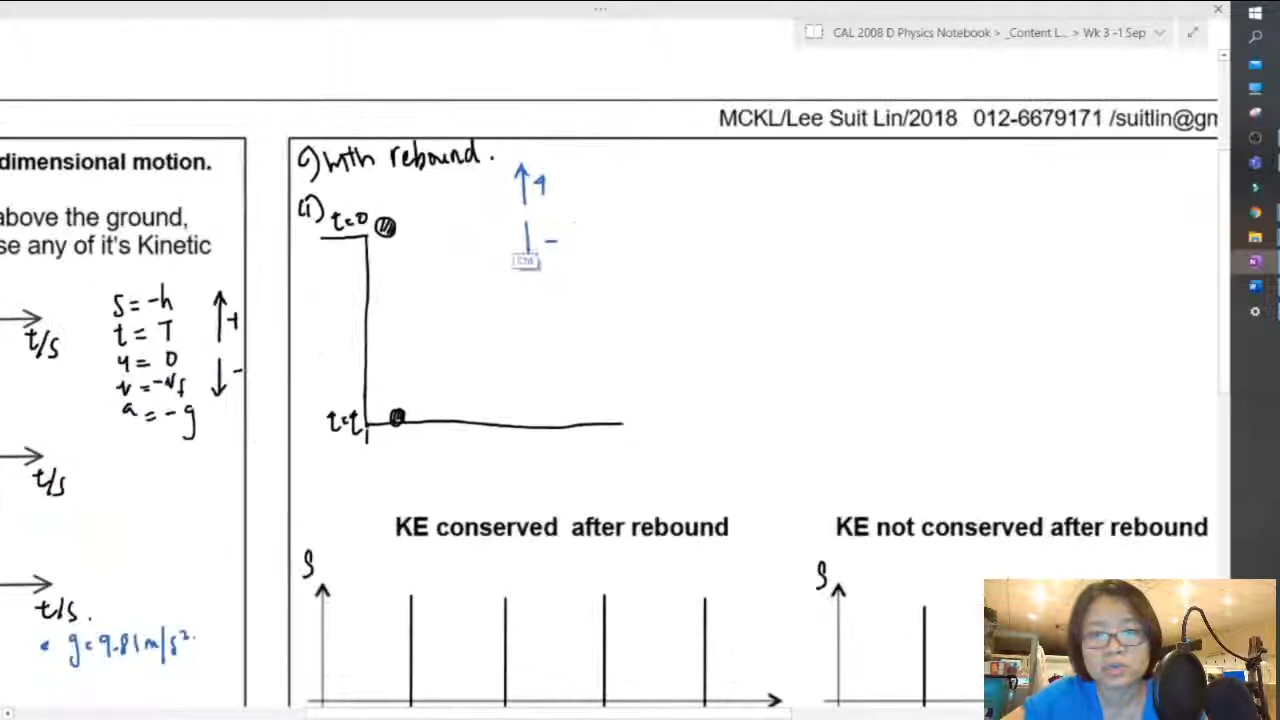 CAL 2008 D Physics Notebook > _Content L... > Wk 3 -1 Sep
MCKL/Lee Suit Lin/2018 012-6679171 /suitlin@gm
dimensional motion.
above the ground,
se any of it's Kinetic
s = -h
t = T
u = 0
v = -vf
a = -g
+
-
t/s
t/s
t/s.
g = 9.81 m/s².
with rebound.
(i) t=0
t=t1
+
-
KE conserved after rebound
KE not conserved after rebound
S
S